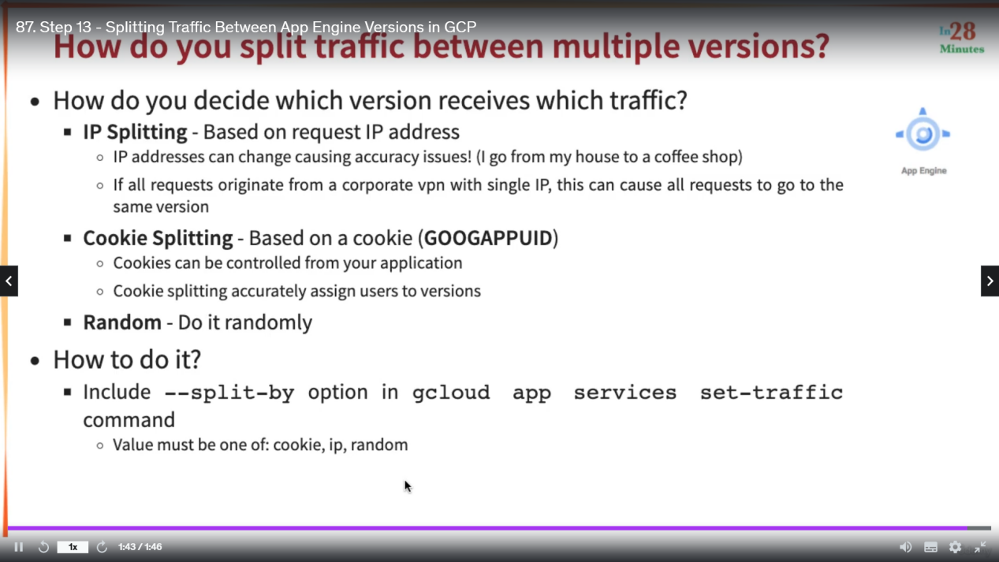 87. Step 13 - Splitting Traffic Between App Engine Versions in GCP
How do you split traffic between multiple versions?
In28
Minutes
• How do you decide which version receives which traffic?
▪ IP Splitting - Based on request IP address
◦ IP addresses can change causing accuracy issues! (I go from my house to a coffee shop)
◦ If all requests originate from a corporate vpn with single IP, this can cause all requests to go to the
same version
App Engine
▪ Cookie Splitting - Based on a cookie (GOOGAPPUID)
◦ Cookies can be controlled from your application
◦ Cookie splitting accurately assign users to versions
▪ Random - Do it randomly
• How to do it?
▪ Include --split-by option in gcloud app services set-traffic
command
◦ Value must be one of: cookie, ip, random
1x
1:43 / 1:46